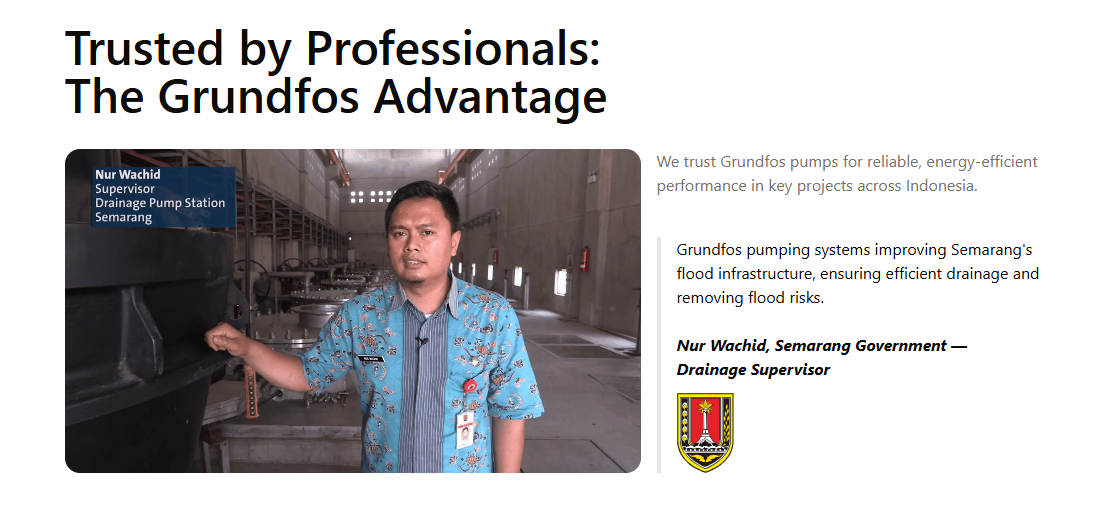 Trusted by Professionals:
The Grundfos Advantage
Nur Wachid
Supervisor
Drainage Pump Station
Semarang
We trust Grundfos pumps for reliable, energy-efficient
performance in key projects across Indonesia.
Grundfos pumping systems improving Semarang's
flood infrastructure, ensuring efficient drainage and
removing flood risks.
Nur Wachid, Semarang Government —
Drainage Supervisor